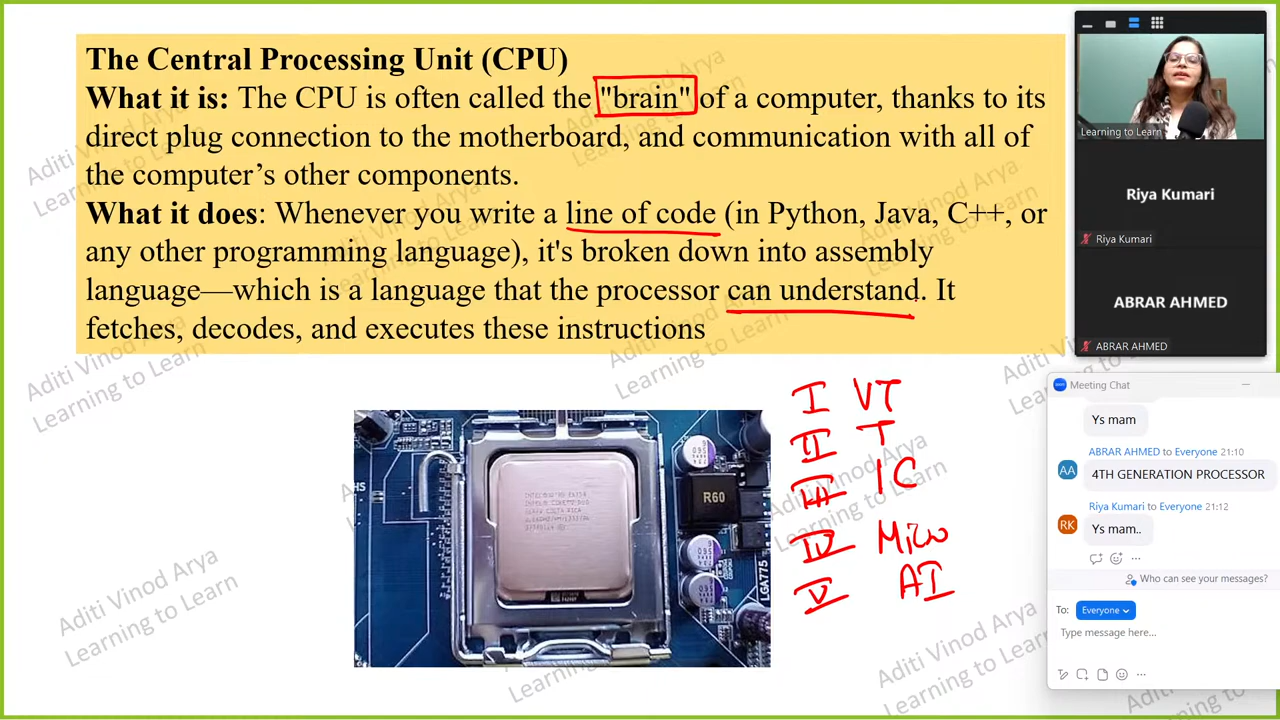 The Central Processing Unit (CPU)
What it is: The CPU is often called the "brain" of a computer, thanks to its
direct plug connection to the motherboard, and communication with all of
the computer’s other components.
What it does: Whenever you write a line of code (in Python, Java, C++, or
any other programming language), it's broken down into assembly
language—which is a language that the processor can understand. It
fetches, decodes, and executes these instructions
I VT
II T
III IC
IV Micro
V AI
R60
LGA775
Aditi Vinod Arya
Learning to Learn
Learning to Learn
Riya Kumari
Riya Kumari
ABRAR AHMED
ABRAR AHMED
Meeting Chat
Ys mam
ABRAR AHMED to Everyone 21:10
AA
4TH GENERATION PROCESSOR
Riya Kumari to Everyone 21:12
RK
Ys mam..
Who can see your messages?
To: Everyone
Type message here...